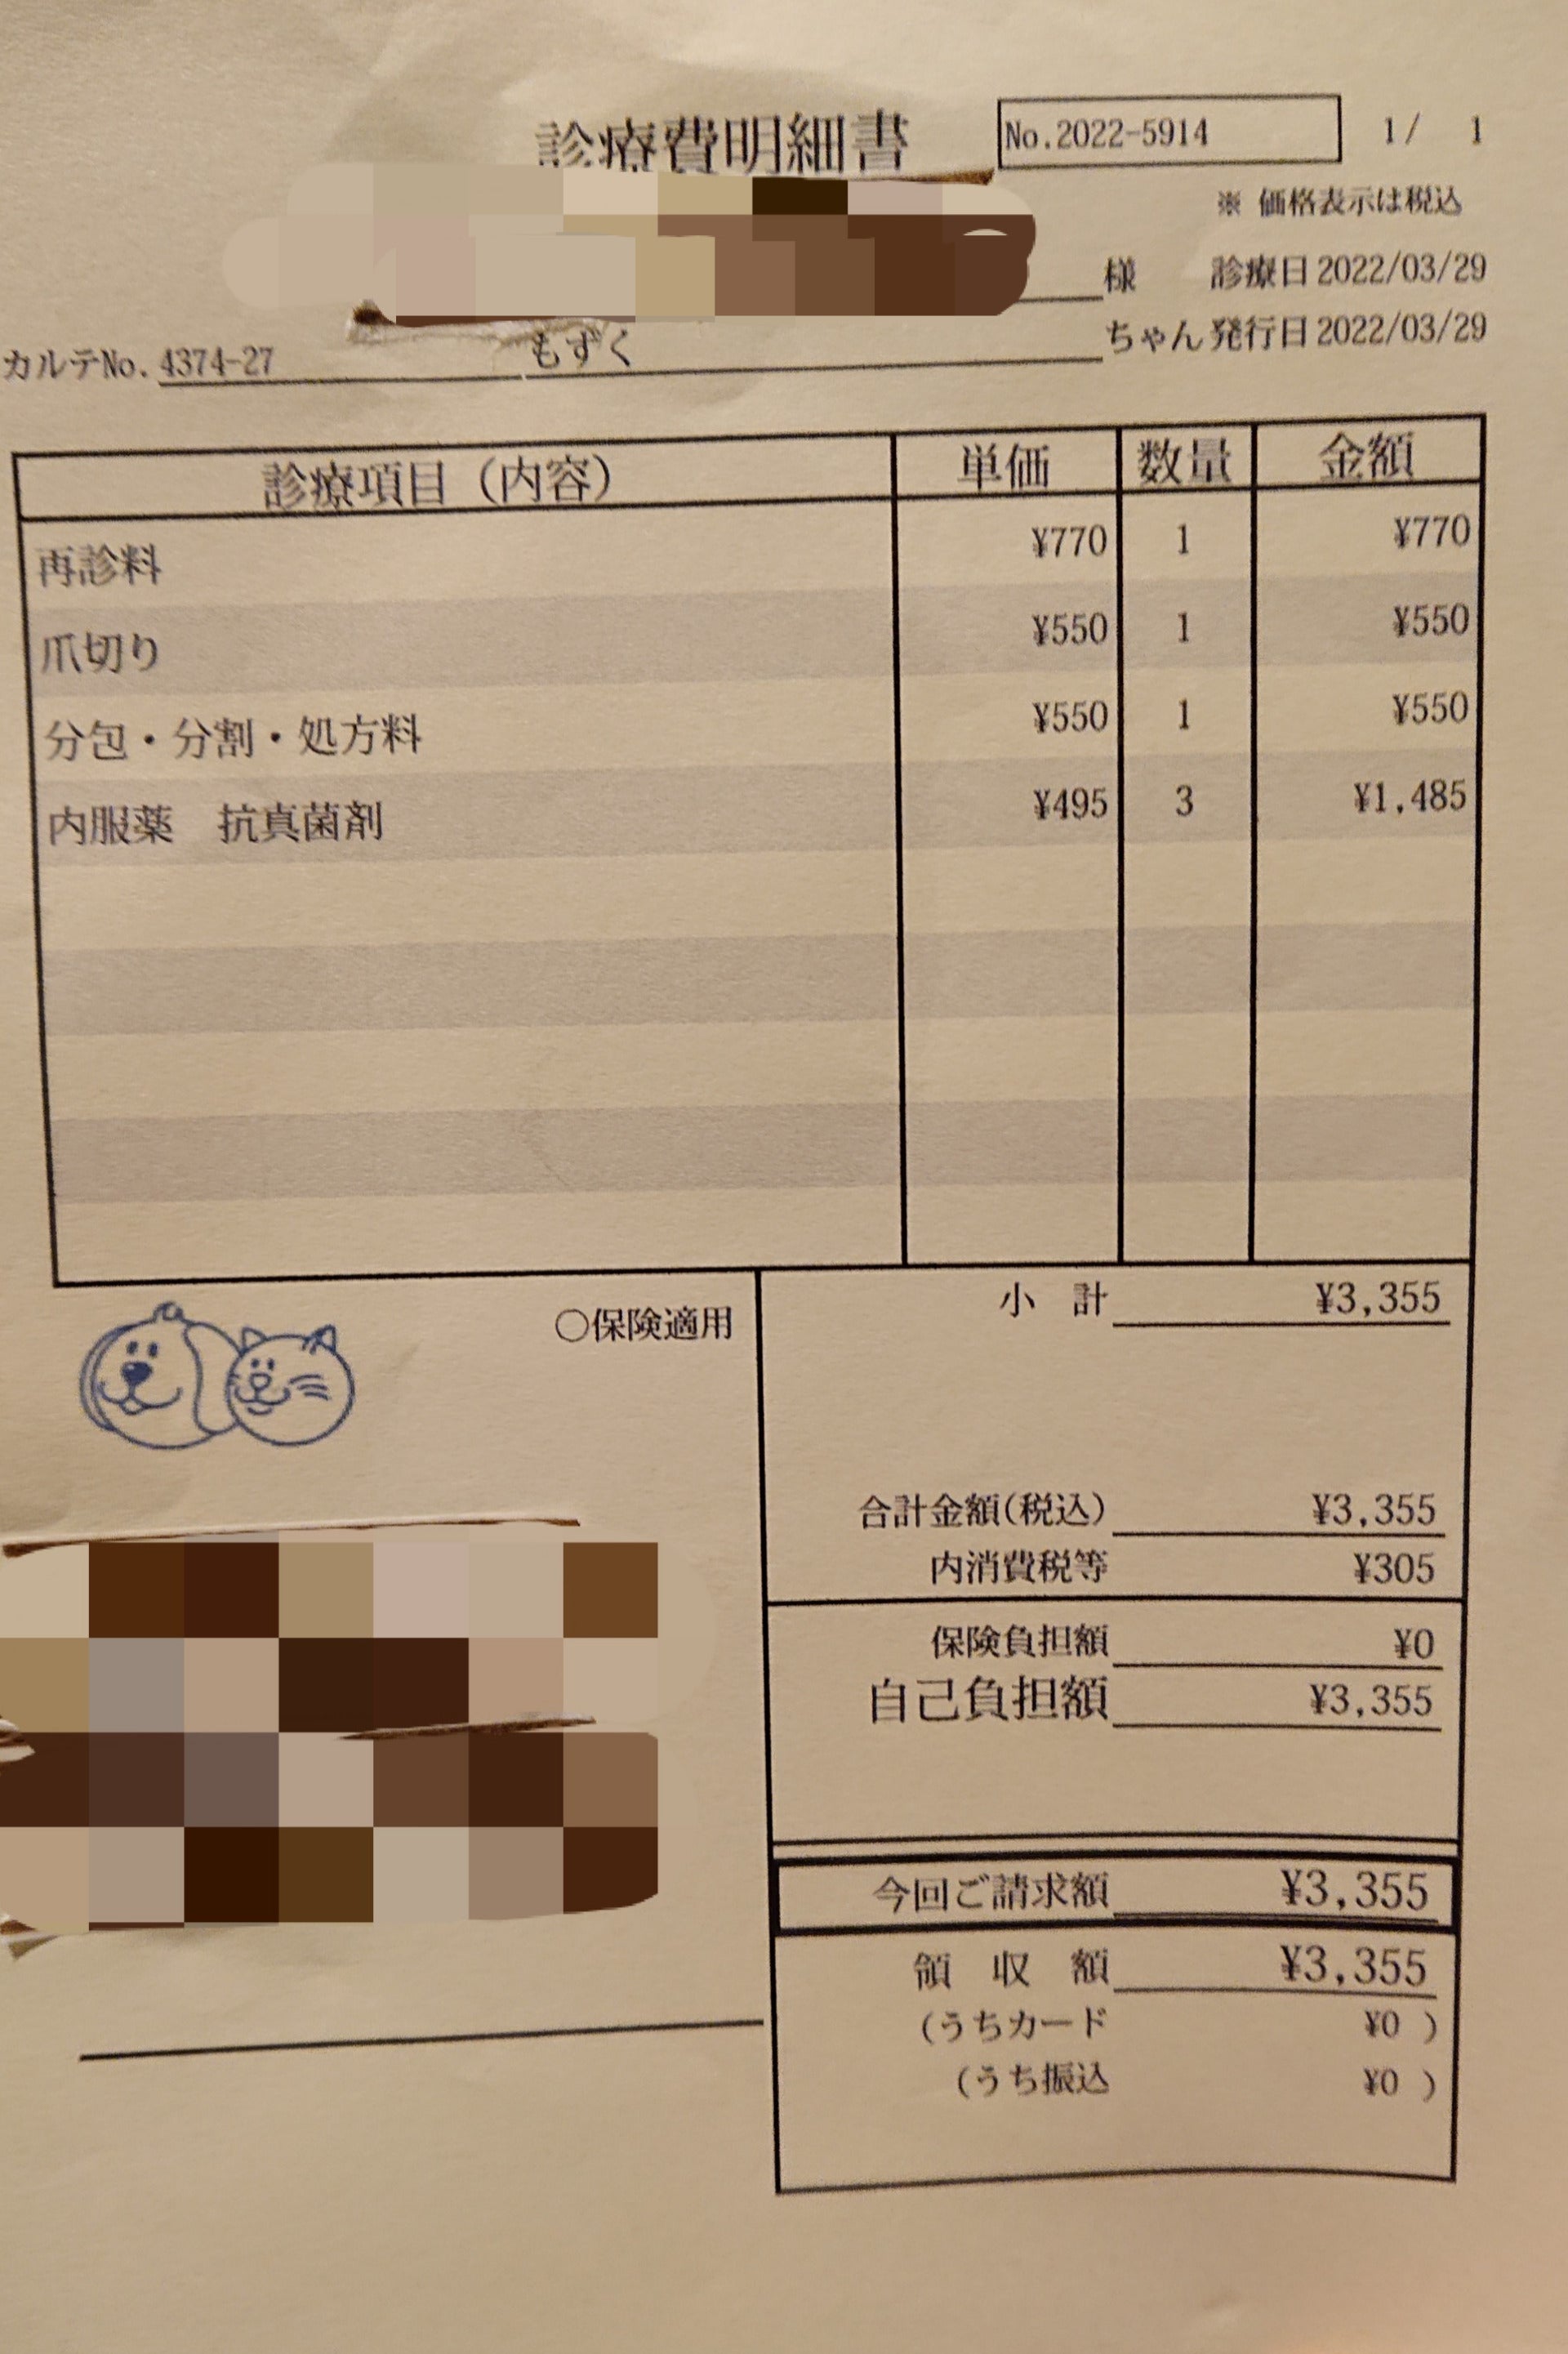 診療費明細書 No.2022-5914 1/ 1
※ 価格表示は税込
様 診療日 2022/03/29
カルテNo. 4374-27 もずく ちゃん 発行日 2022/03/29
診療項目（内容） 単価 数量 金額
再診料 ¥770 1 ¥770
爪切り ¥550 1 ¥550
分包・分割・処方料 ¥550 1 ¥550
内服薬　抗真菌剤 ¥495 3 ¥1,485
○保険適用 小　計 ¥3,355
合計金額(税込) ¥3,355
内消費税等 ¥305
保険負担額 ¥0
自己負担額 ¥3,355
今回ご請求額 ¥3,355
領　収　額 ¥3,355
(うちカード ¥0 )
(うち振込 ¥0 )